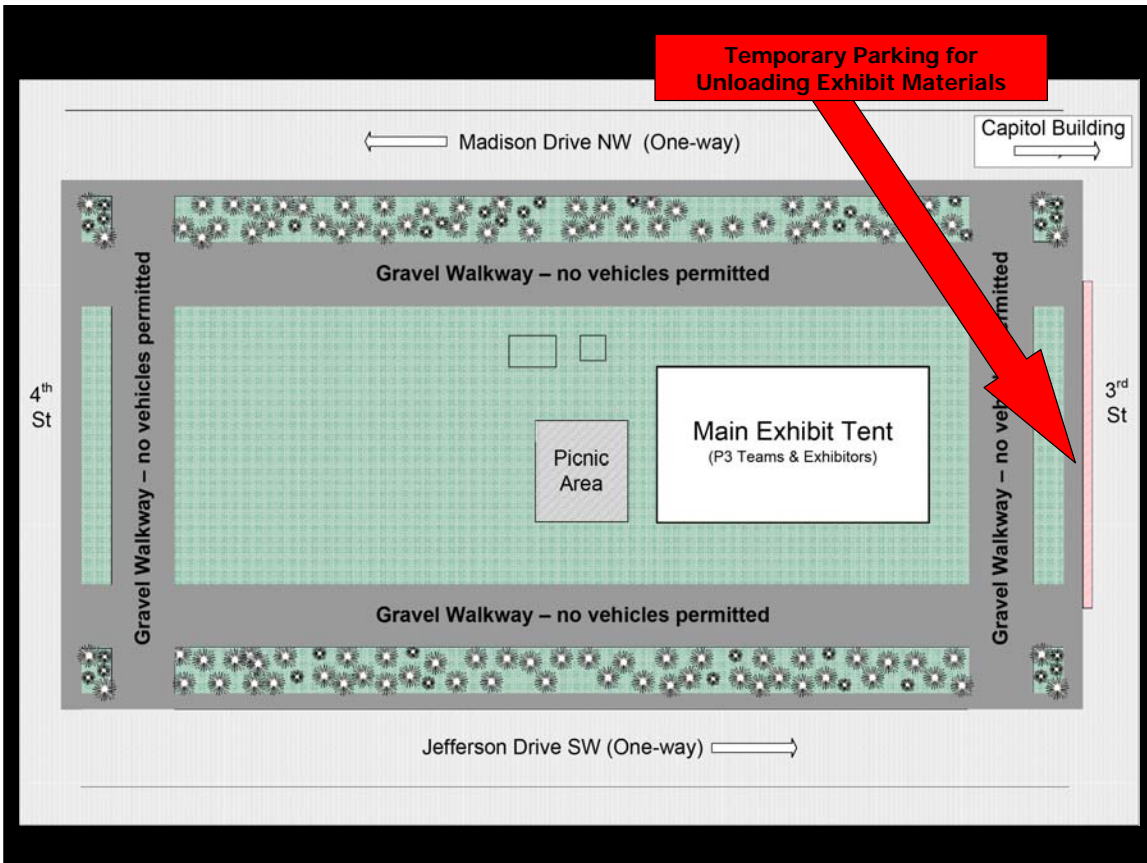 Temporary Parking for
Unloading Exhibit Materials
Capitol Building
Madison Drive NW (One-way)
Gravel Walkway – no vehicles permitted
Gravel Walkway – no vehicles permitted
4th
St
Main Exhibit Tent
(P3 Teams & Exhibitors)
Picnic
Area
Gravel Walkway – no veh permitted
3rd
St
Gravel Walkway – no vehicles permitted
Jefferson Drive SW (One-way)